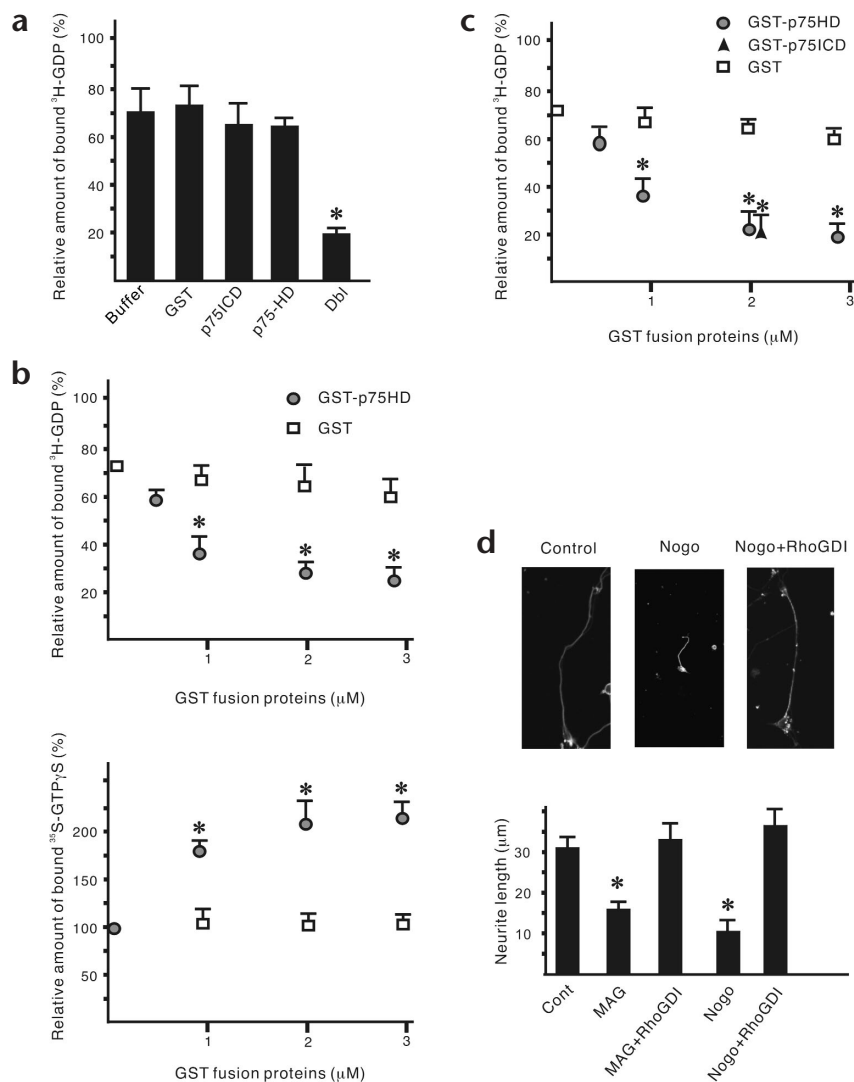 a
Relative amount of bound ³H-GDP (%)
100
80
60
40
20
*
Buffer
GST
p75ICD
p75-HD
Dbl
b
Relative amount of bound ³H-GDP (%)
100
80
60
40
20
GST-p75HD
GST
* * *
1 2 3
GST fusion proteins (μM)
Relative amount of bound ³⁵S-GTPγS (%)
200
150
100
50
* * *
1 2 3
GST fusion proteins (μM)
c
Relative amount of bound ³H-GDP (%)
100
80
60
40
20
GST-p75HD
GST-p75ICD
GST
* * * *
1 2 3
GST fusion proteins (μM)
d
Control Nogo Nogo+RhoGDI
Neurite length (μm)
30
20
10
* *
Cont
MAG
MAG+RhoGDI
Nogo
Nogo+RhoGDI